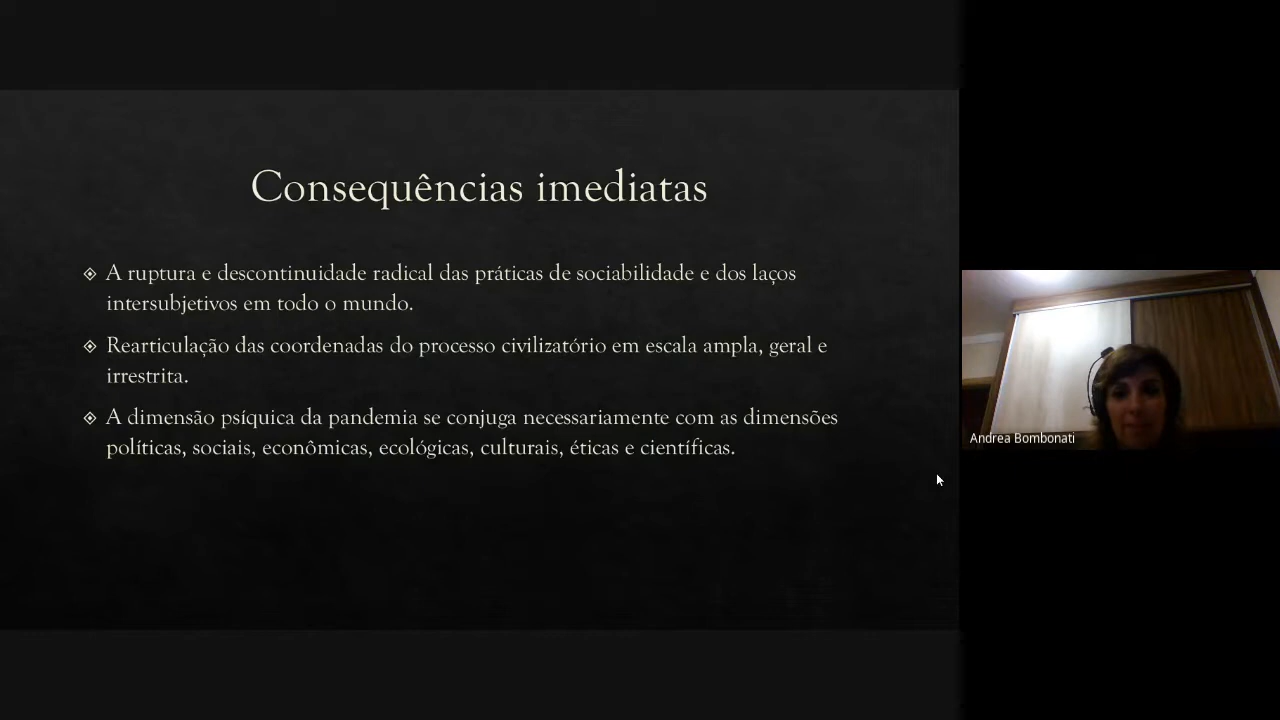 Consequências imediatas
A ruptura e descontinuidade radical das práticas de sociabilidade e dos laços
intersubjetivos em todo o mundo.
Rearticulação das coordenadas do processo civilizatório em escala ampla, geral e
irrestrita.
A dimensão psíquica da pandemia se conjuga necessariamente com as dimensões
políticas, sociais, econômicas, ecológicas, culturais, éticas e científicas.
Andrea Bombonati